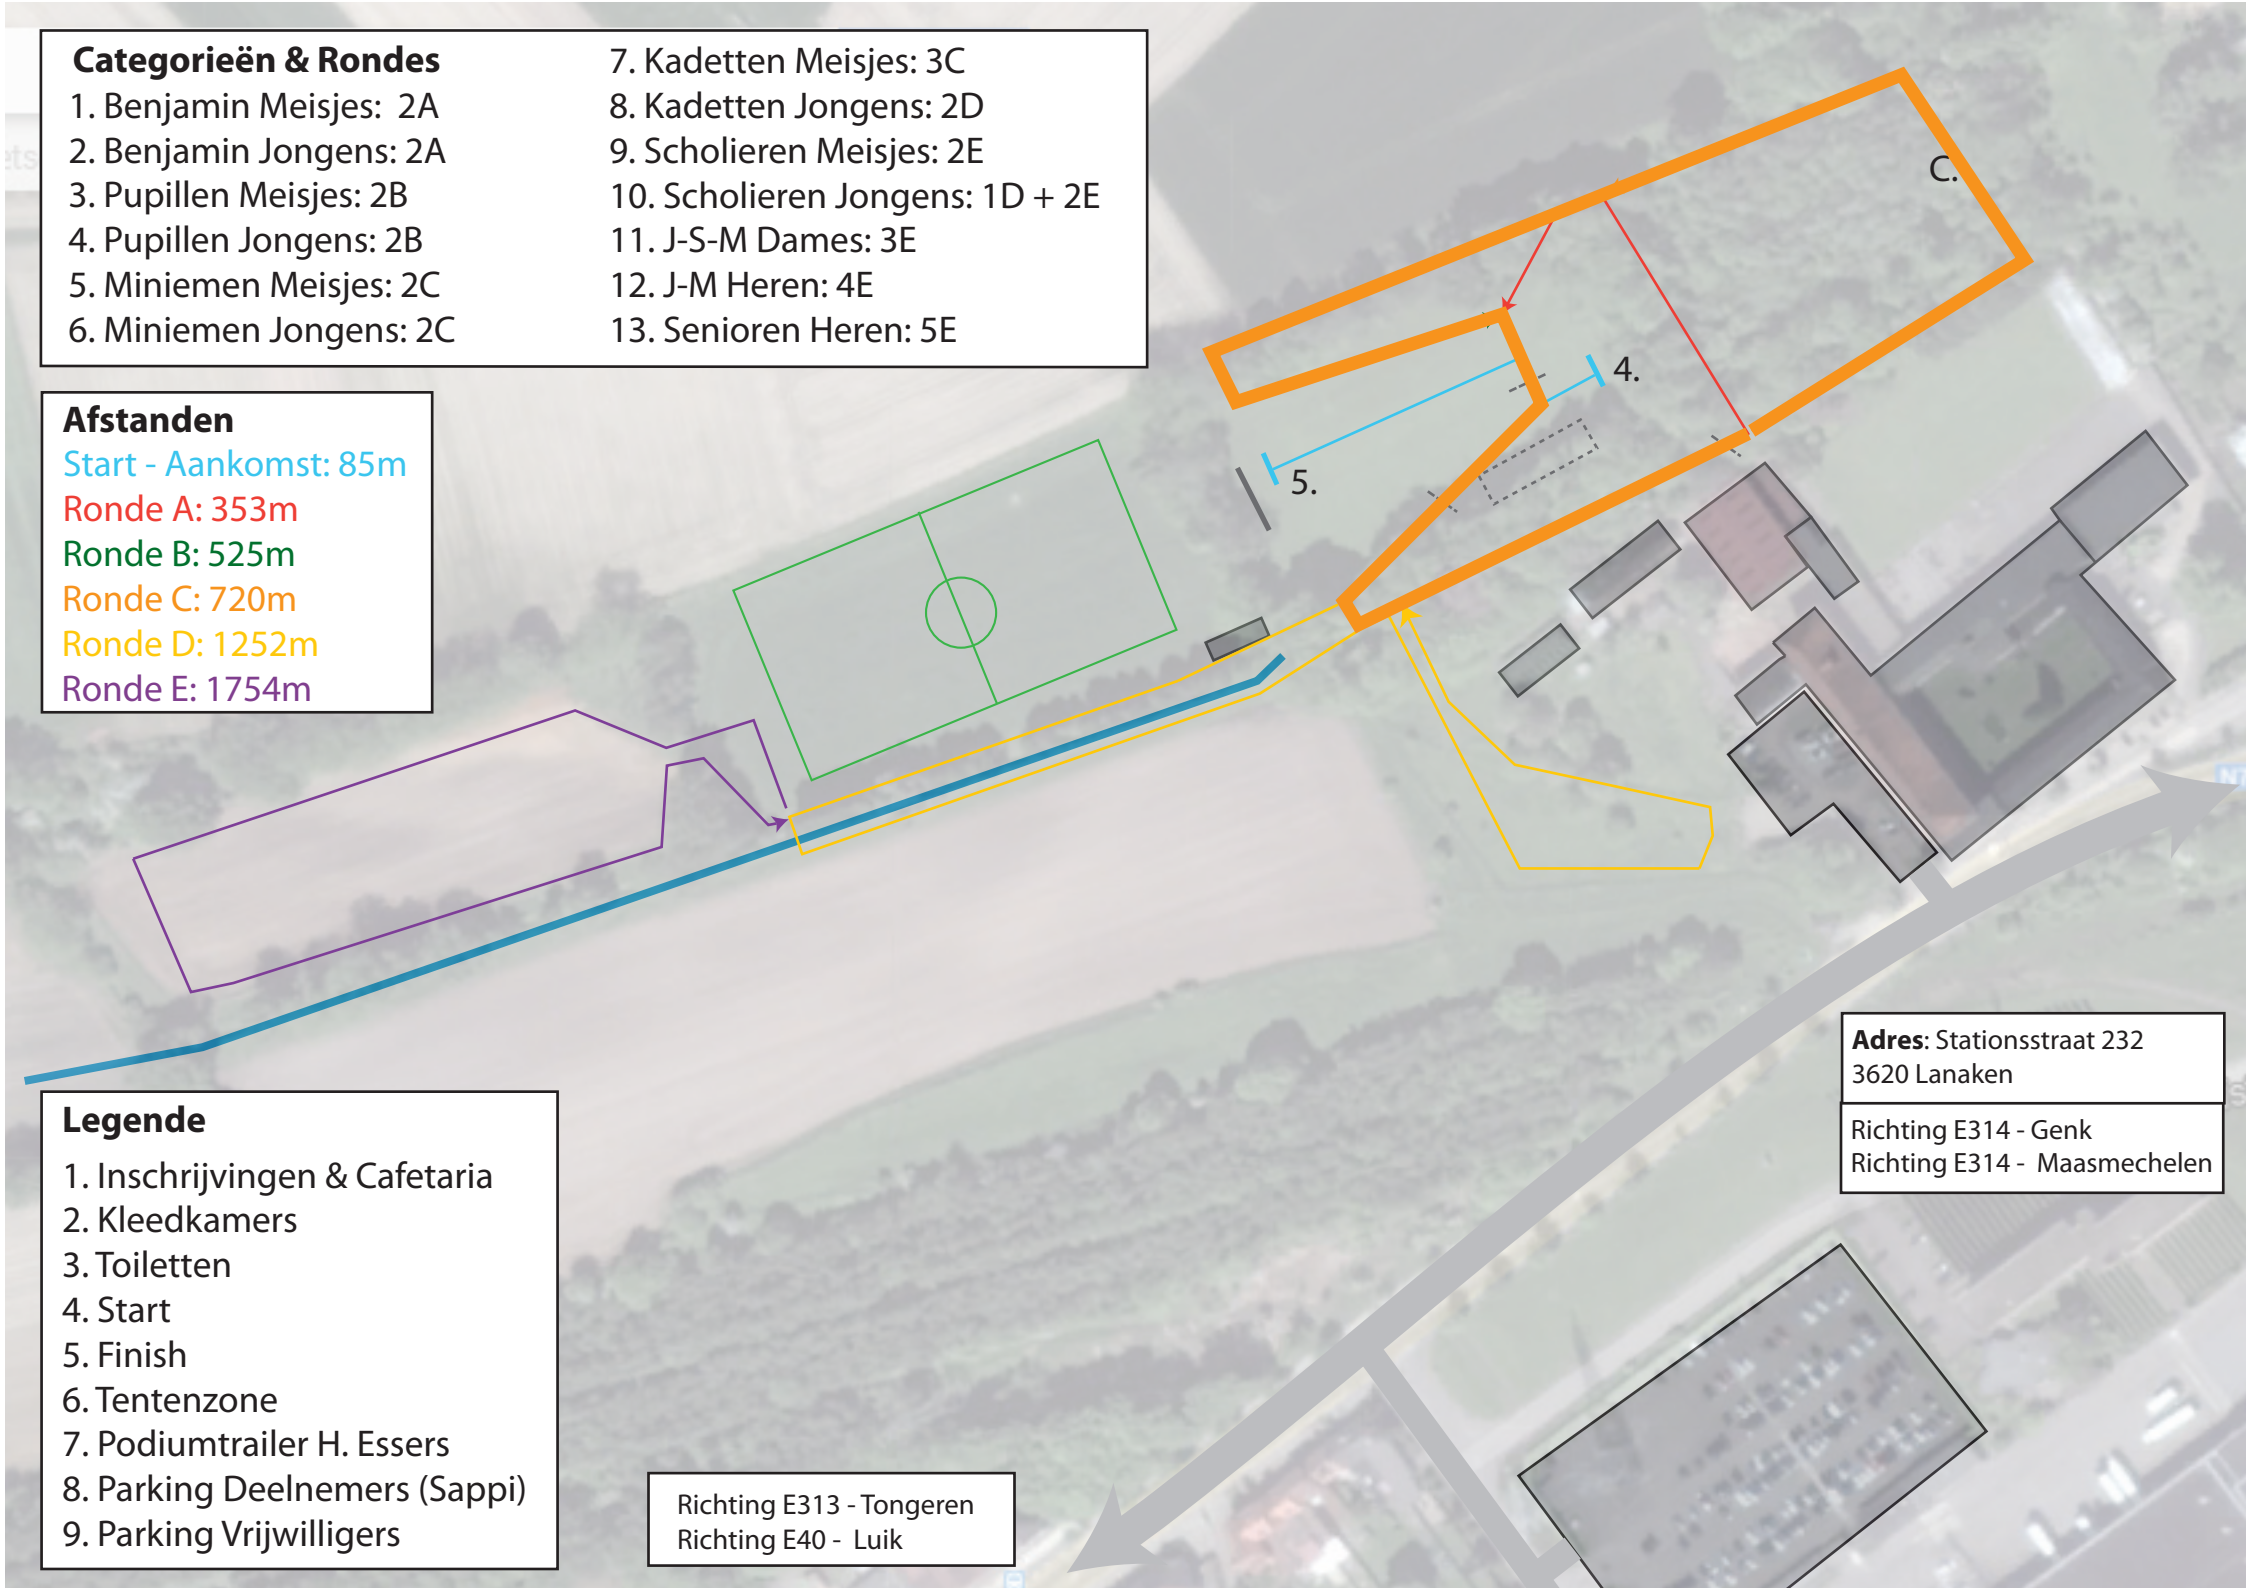 Categorieën & Rondes
1. Benjamin Meisjes: 2A
2. Benjamin Jongens: 2A
3. Pupillen Meisjes: 2B
4. Pupillen Jongens: 2B
5. Miniemen Meisjes: 2C
6. Miniemen Jongens: 2C
7. Kadetten Meisjes: 3C
8. Kadetten Jongens: 2D
9. Scholieren Meisjes: 2E
10. Scholieren Jongens: 1D + 2E
11. J-S-M Dames: 3E
12. J-M Heren: 4E
13. Senioren Heren: 5E
C.
4.
5.
Afstanden
Start - Aankomst: 85m
Ronde A: 353m
Ronde B: 525m
Ronde C: 720m
Ronde D: 1252m
Ronde E: 1754m
Adres: Stationsstraat 232
3620 Lanaken
Richting E314 - Genk
Richting E314 - Maasmechelen
Legende
1. Inschrijvingen & Cafetaria
2. Kleedkamers
3. Toiletten
4. Start
5. Finish
6. Tentenzone
7. Podiumtrailer H. Essers
8. Parking Deelnemers (Sappi)
9. Parking Vrijwilligers
Richting E313 - Tongeren
Richting E40 - Luik